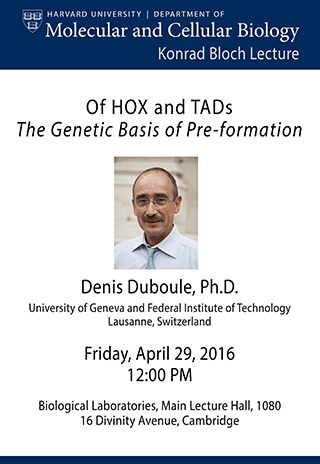 HARVARD UNIVERSITY | DEPARTMENT OF
Molecular and Cellular Biology
Konrad Bloch Lecture
Of HOX and TADs
The Genetic Basis of Pre-formation
Denis Duboule, Ph.D.
University of Geneva and Federal Institute of Technology
Lausanne, Switzerland
Friday, April 29, 2016
12:00 PM
Biological Laboratories, Main Lecture Hall, 1080
16 Divinity Avenue, Cambridge